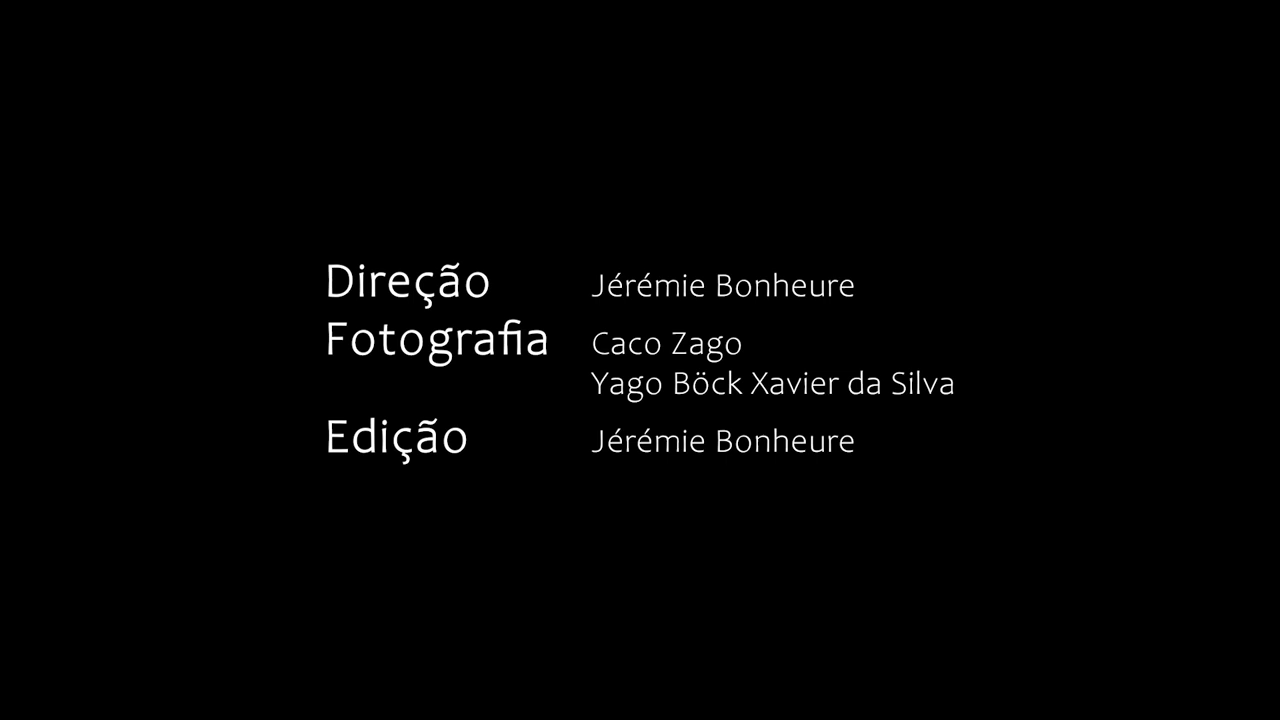 Direção Jérémie Bonheure
Fotografia Caco Zago
Yago Böck Xavier da Silva
Edição Jérémie Bonheure